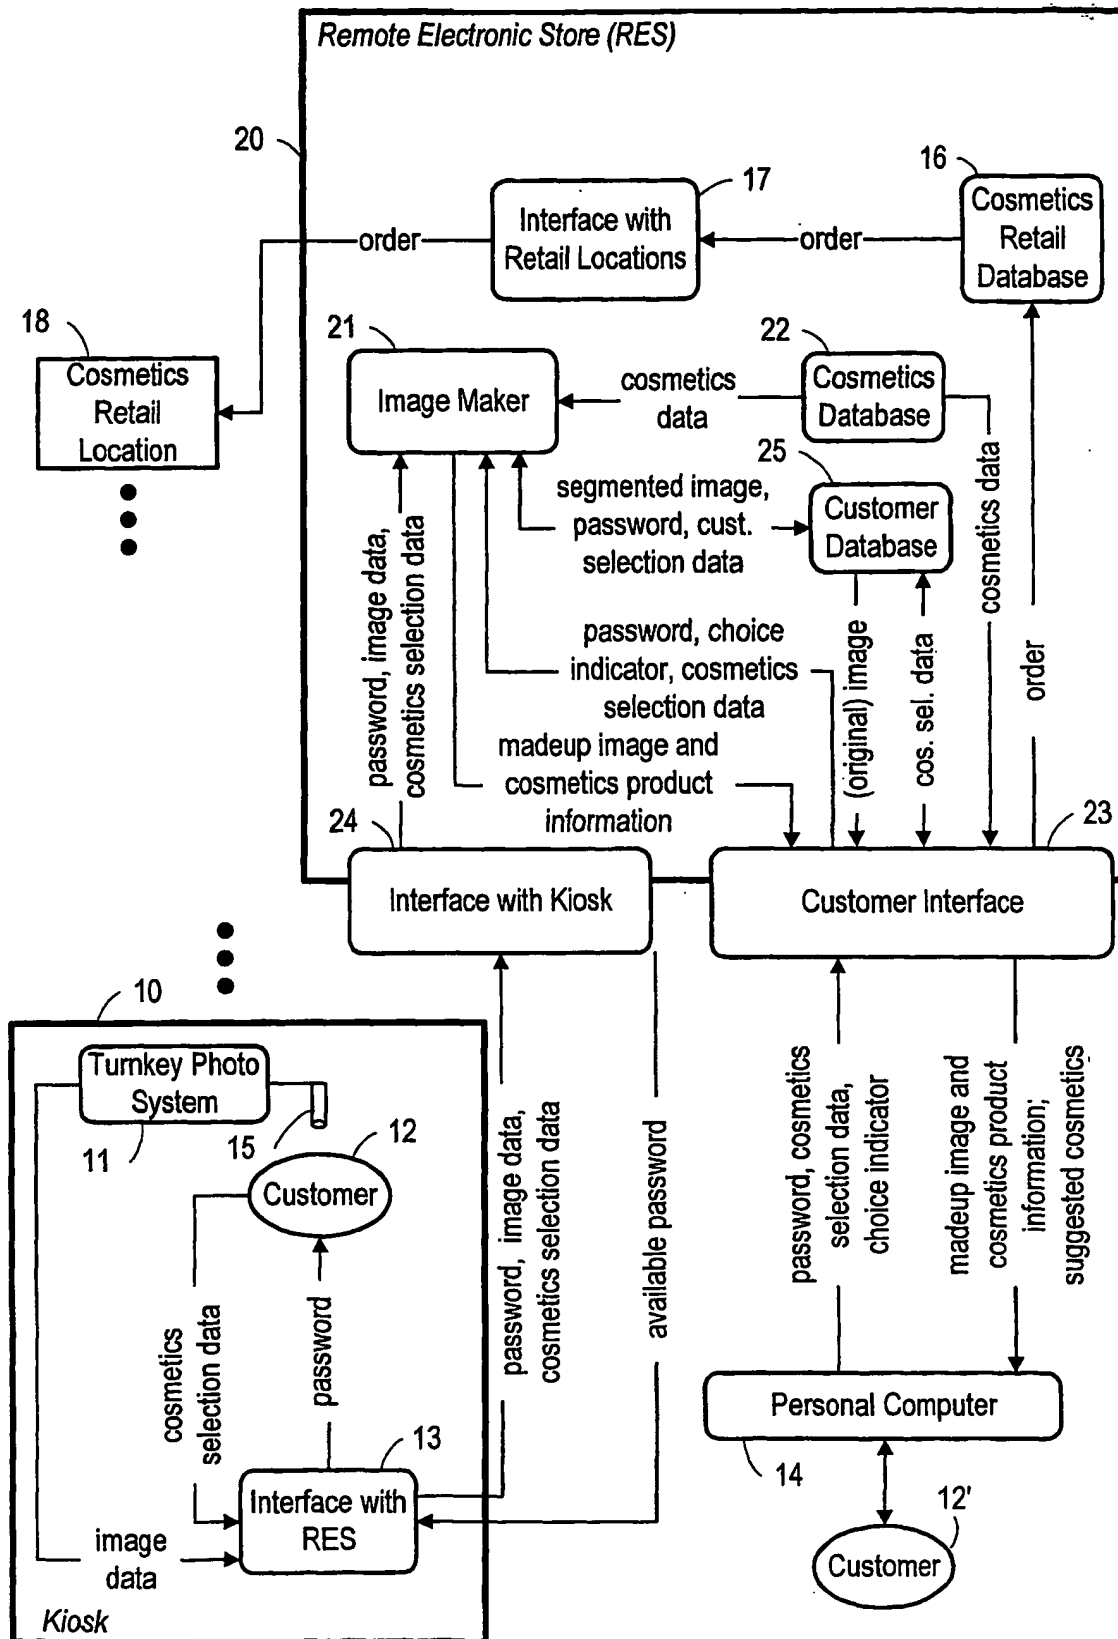 Remote Electronic Store (RES)
20
16
17
Cosmetics
Retail
Database
Interface with
Retail Locations
order
order
18
Cosmetics
Retail
Location
21
Image Maker
22
Cosmetics
Database
cosmetics
data
25
Customer
Database
segmented image,
password, cust.
selection data
cosmetics data
order
password, image data,
cosmetics selection data
password, choice
indicator, cosmetics
selection data
(original) image
cos. sel. data
madeup image and
cosmetics product
information
24
Interface with Kiosk
23
Customer Interface
10
Turnkey Photo
System
11
15
12
Customer
cosmetics
selection data
password
password, image data,
cosmetics selection data
available password
password, cosmetics
selection data,
choice indicator
madeup image and
cosmetics product
information;
suggested cosmetics
13
Interface with
RES
image
data
Kiosk
Personal Computer
14
12'
Customer